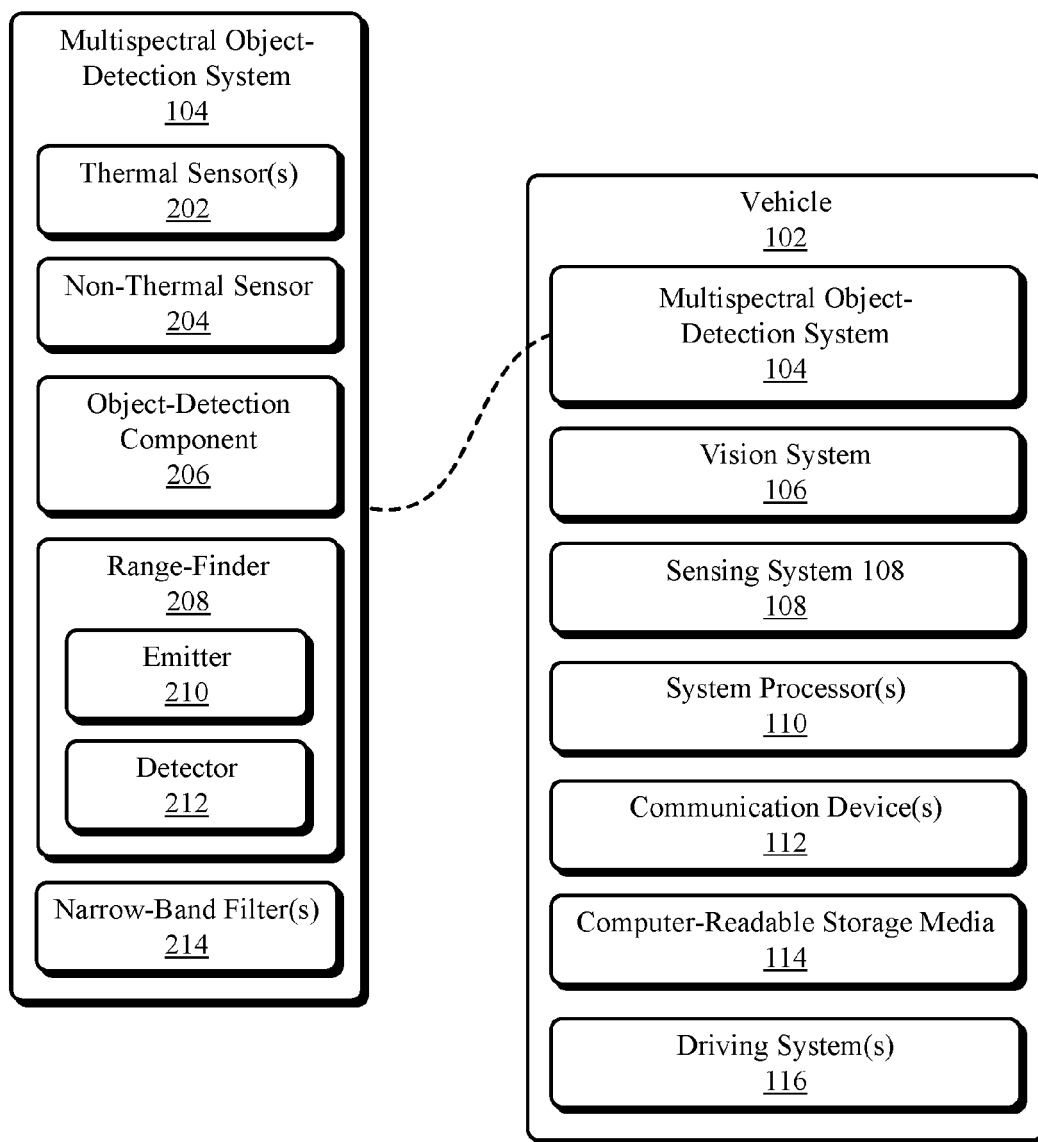 Multispectral Object-
Detection System
104
Thermal Sensor(s)
202
Non-Thermal Sensor
204
Object-Detection
Component
206
Range-Finder
208
Emitter
210
Detector
212
Narrow-Band Filter(s)
214
Vehicle
102
Multispectral Object-
Detection System
104
Vision System
106
Sensing System 108
108
System Processor(s)
110
Communication Device(s)
112
Computer-Readable Storage Media
114
Driving System(s)
116